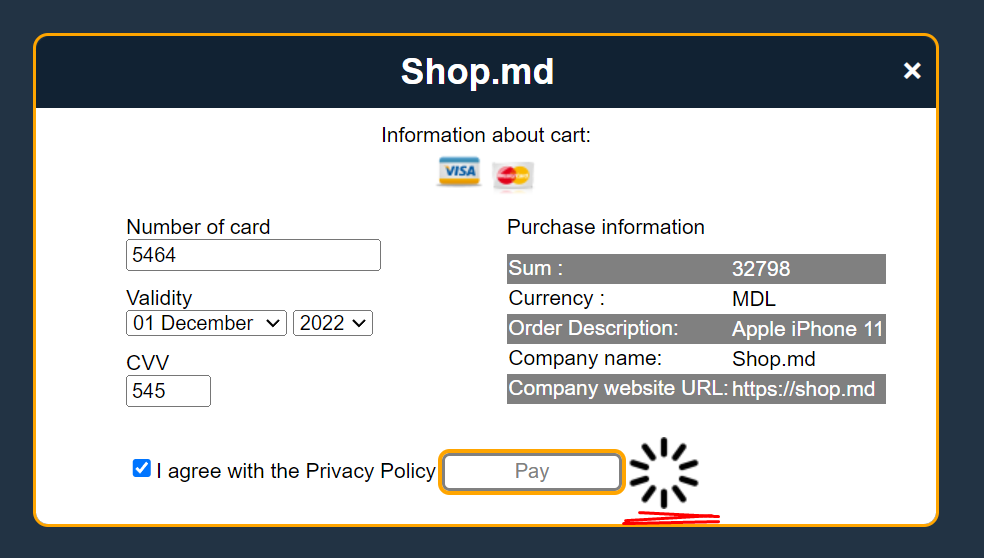 Shop.md ×
Information about cart:
VISA
Number of card
5464
Validity
01 December 2022
CVV
545
Purchase information
Sum : 32798
Currency : MDL
Order Description: Apple iPhone 11
Company name: Shop.md
Company website URL: https://shop.md
I agree with the Privacy Policy Pay